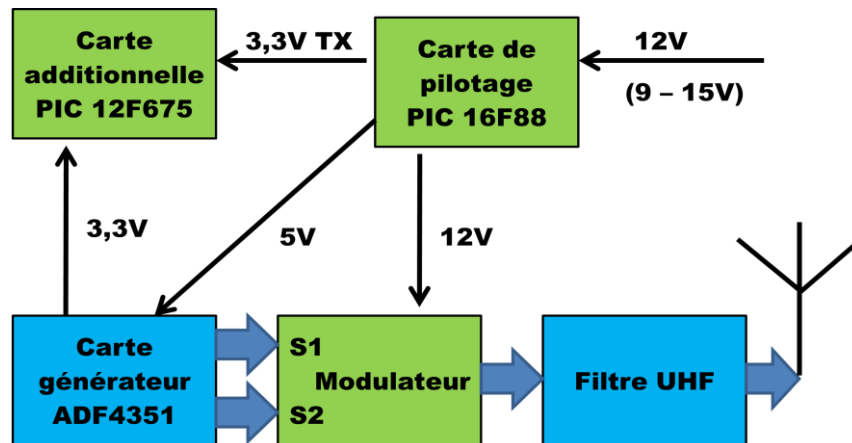 Carte
additionnelle
PIC 12F675
3,3V TX
Carte de
pilotage
PIC 16F88
12V
(9 – 15V)
3,3V
5V
12V
Carte
générateur
ADF4351
S1
Modulateur
S2
Filtre UHF